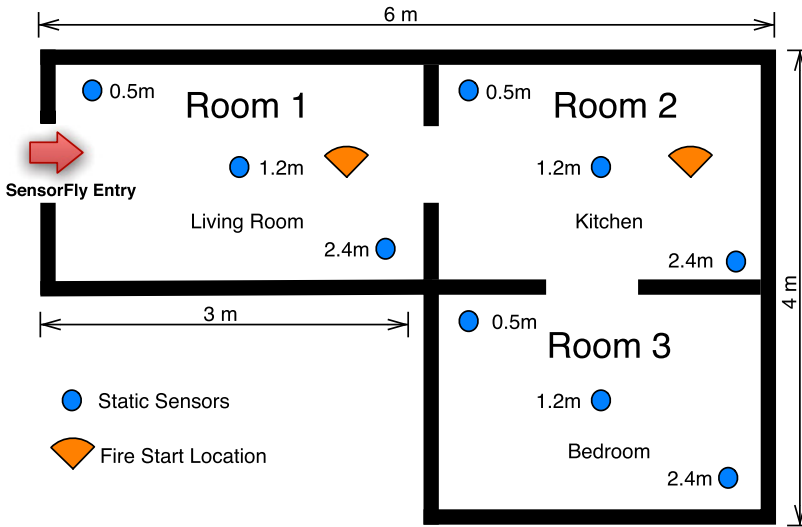 6 m
0.5m
Room 1
0.5m
Room 2
1.2m
1.2m
SensorFly Entry
Living Room
Kitchen
2.4m
2.4m
4 m
3 m
0.5m
Room 3
Static Sensors
1.2m
Fire Start Location
Bedroom
2.4m